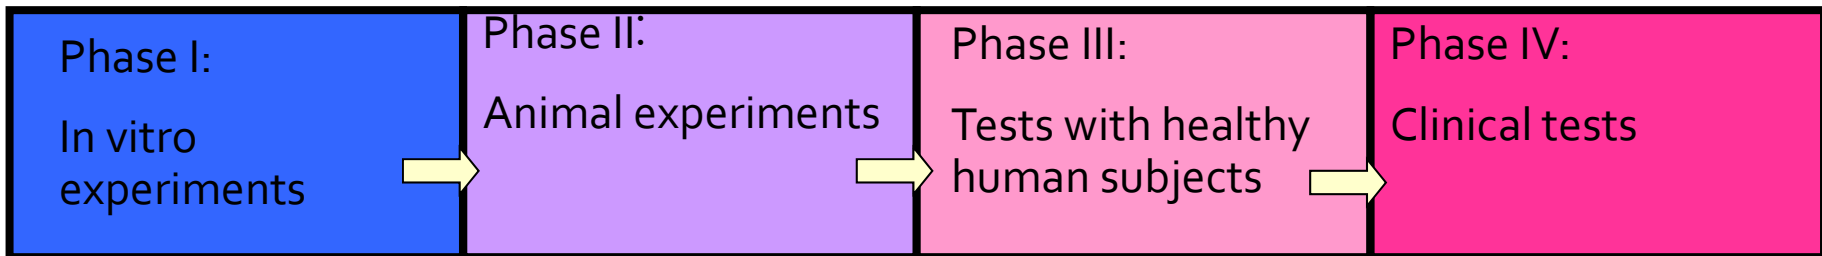 Phase I:
In vitro
experiments
Phase II:
Animal experiments
Phase III:
Tests with healthy
human subjects
Phase IV:
Clinical tests